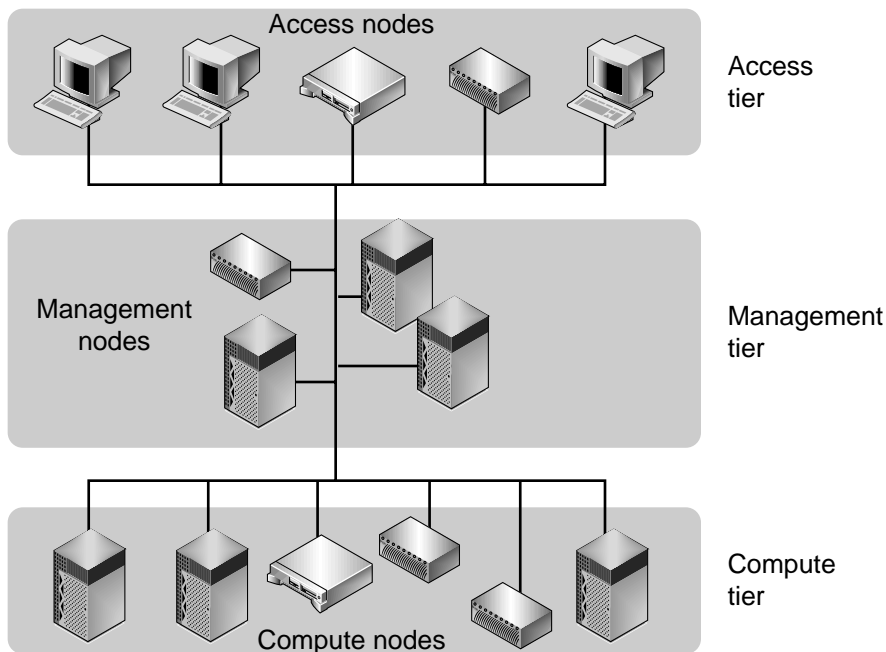 Access nodes
Access
tier
Management
nodes
Management
tier
Compute
tier
Compute nodes